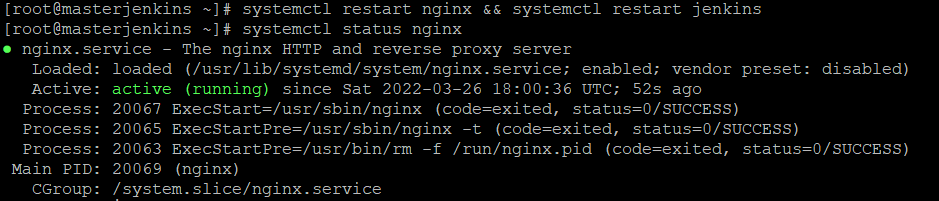 [root@masterjenkins ~]# systemctl restart nginx && systemctl restart jenkins
[root@masterjenkins ~]# systemctl status nginx
● nginx.service - The nginx HTTP and reverse proxy server
   Loaded: loaded (/usr/lib/systemd/system/nginx.service; enabled; vendor preset: disabled)
   Active: active (running) since Sat 2022-03-26 18:00:36 UTC; 52s ago
  Process: 20067 ExecStart=/usr/sbin/nginx (code=exited, status=0/SUCCESS)
  Process: 20065 ExecStartPre=/usr/sbin/nginx -t (code=exited, status=0/SUCCESS)
  Process: 20063 ExecStartPre=/usr/bin/rm -f /run/nginx.pid (code=exited, status=0/SUCCESS)
 Main PID: 20069 (nginx)
   CGroup: /system.slice/nginx.service